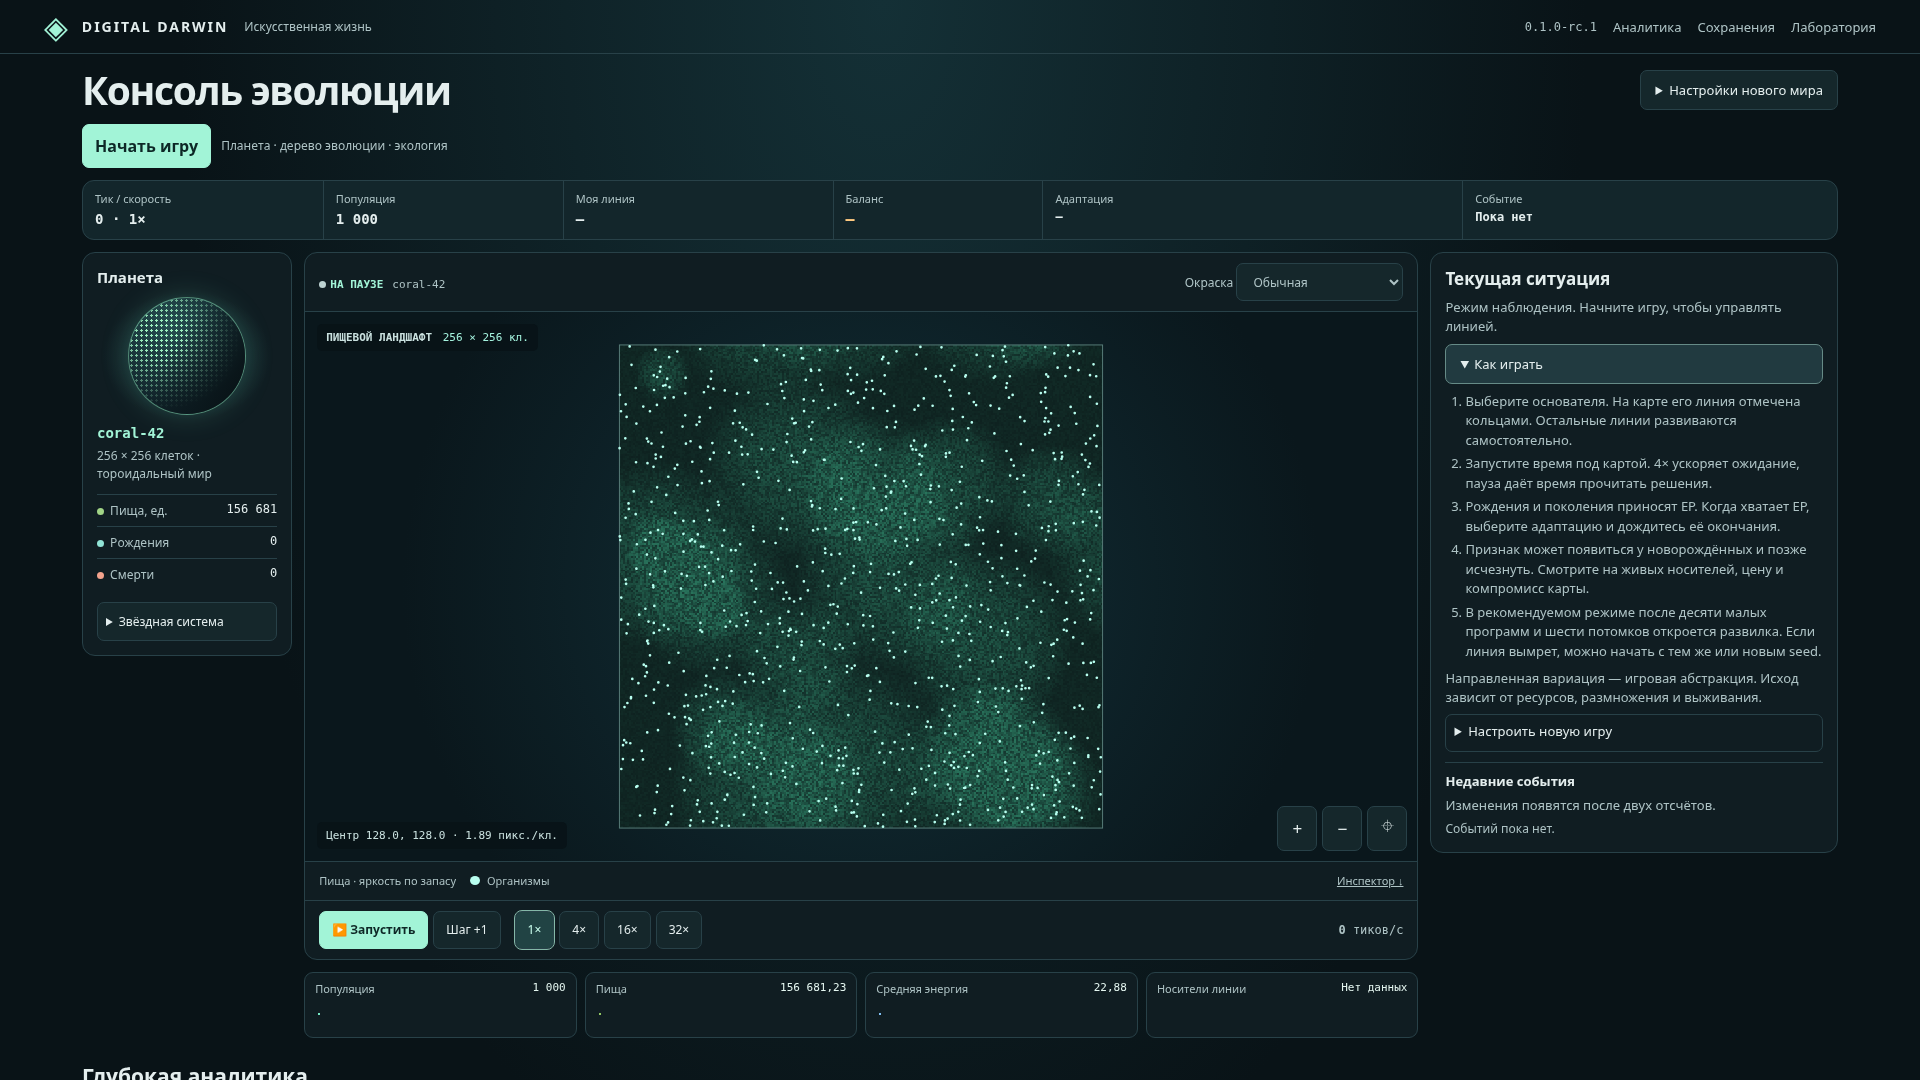 DIGITAL DARWIN
Искусственная жизнь
0.1.0-rc.1
Аналитика
Сохранения
Лаборатория
Консоль эволюции
▶ Настройки нового мира
Начать игру
Планета · дерево эволюции · экология
Тик / скорость
0 · 1×
Популяция
1 000
Моя линия
—
Баланс
—
Адаптация
—
Событие
Пока нет
Планета
coral-42
256 × 256 клеток ·
тороидальный мир
Пища, ед.
156 681
Рождения
0
Смерти
0
▶ Звёздная система
НА ПАУЗЕ coral-42
Окраска
Обычная
ПИЩЕВОЙ ЛАНДШАФТ 256 × 256 кл.
Центр 128.0, 128.0 · 1.89 пикс./кл.
+
−
⌖
Пища · яркость по запасу
Организмы
Инспектор ↓
▶️ Запустить
Шаг +1
1×
4×
16×
32×
0 тиков/с
Популяция
1 000
Пища
156 681,23
Средняя энергия
22,88
Носители линии
Нет данных
Текущая ситуация
Режим наблюдения. Начните игру, чтобы управлять
линией.
▼ Как играть
1. Выберите основателя. На карте его линия отмечена
кольцами. Остальные линии развиваются
самостоятельно.
2. Запустите время под картой. 4× ускоряет ожидание,
пауза даёт время прочитать решения.
3. Рождения и поколения приносят EP. Когда хватает EP,
выберите адаптацию и дождитесь её окончания.
4. Признак может появиться у новорождённых и позже
исчезнуть. Смотрите на живых носителей, цену и
компромисс карты.
5. В рекомендуемом режиме после десяти малых
программ и шести потомков откроется развилка. Если
линия вымрет, можно начать с тем же или новым seed.
Направленная вариация — игровая абстракция. Исход
зависит от ресурсов, размножения и выживания.
▶ Настроить новую игру
Недавние события
Изменения появятся после двух отсчётов.
Событий пока нет.
Глубокая аналитика